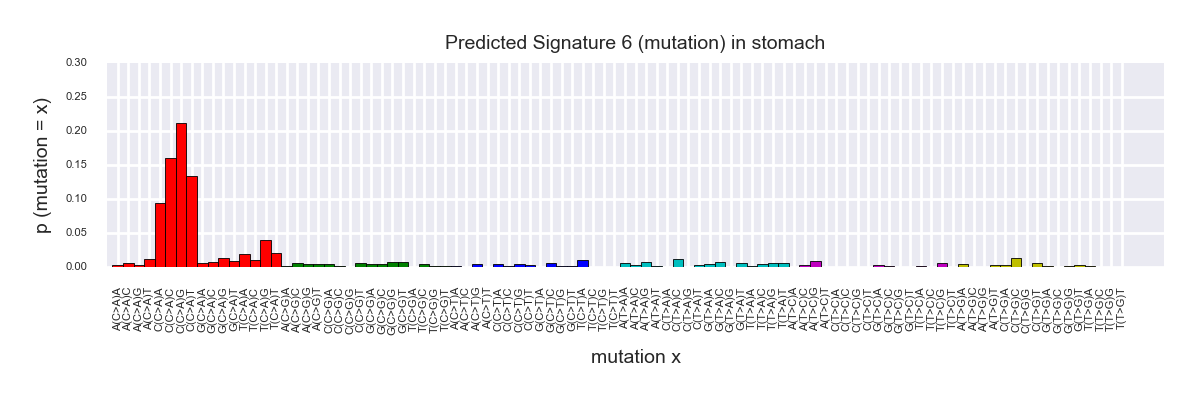 Predicted Signature 6 (mutation) in stomach
p (mutation = x)
0.30
0.25
0.20
0.15
0.10
0.05
0.00
A(C>A)A
A(C>A)C
A(C>A)G
A(C>A)T
C(C>A)A
C(C>A)C
C(C>A)G
C(C>A)T
G(C>A)A
G(C>A)C
G(C>A)G
G(C>A)T
T(C>A)A
T(C>A)C
T(C>A)G
T(C>A)T
A(C>G)A
A(C>G)C
A(C>G)G
A(C>G)T
C(C>G)A
C(C>G)C
C(C>G)G
C(C>G)T
G(C>G)A
G(C>G)C
G(C>G)G
G(C>G)T
T(C>G)A
T(C>G)C
T(C>G)G
T(C>G)T
A(C>T)A
A(C>T)C
A(C>T)G
A(C>T)T
C(C>T)A
C(C>T)C
C(C>T)G
C(C>T)T
G(C>T)A
G(C>T)C
G(C>T)G
G(C>T)T
T(C>T)A
T(C>T)C
T(C>T)G
T(C>T)T
A(T>A)A
A(T>A)C
A(T>A)G
A(T>A)T
C(T>A)A
C(T>A)C
C(T>A)G
C(T>A)T
G(T>A)A
G(T>A)C
G(T>A)G
G(T>A)T
T(T>A)A
T(T>A)C
T(T>A)G
T(T>A)T
A(T>C)A
A(T>C)C
A(T>C)G
A(T>C)T
C(T>C)A
C(T>C)C
C(T>C)G
C(T>C)T
G(T>C)A
G(T>C)C
G(T>C)G
G(T>C)T
T(T>C)A
T(T>C)C
T(T>C)G
T(T>C)T
A(T>G)A
A(T>G)C
A(T>G)G
A(T>G)T
C(T>G)A
C(T>G)C
C(T>G)G
C(T>G)T
G(T>G)A
G(T>G)C
G(T>G)G
G(T>G)T
T(T>G)A
T(T>G)C
T(T>G)G
T(T>G)T
mutation x